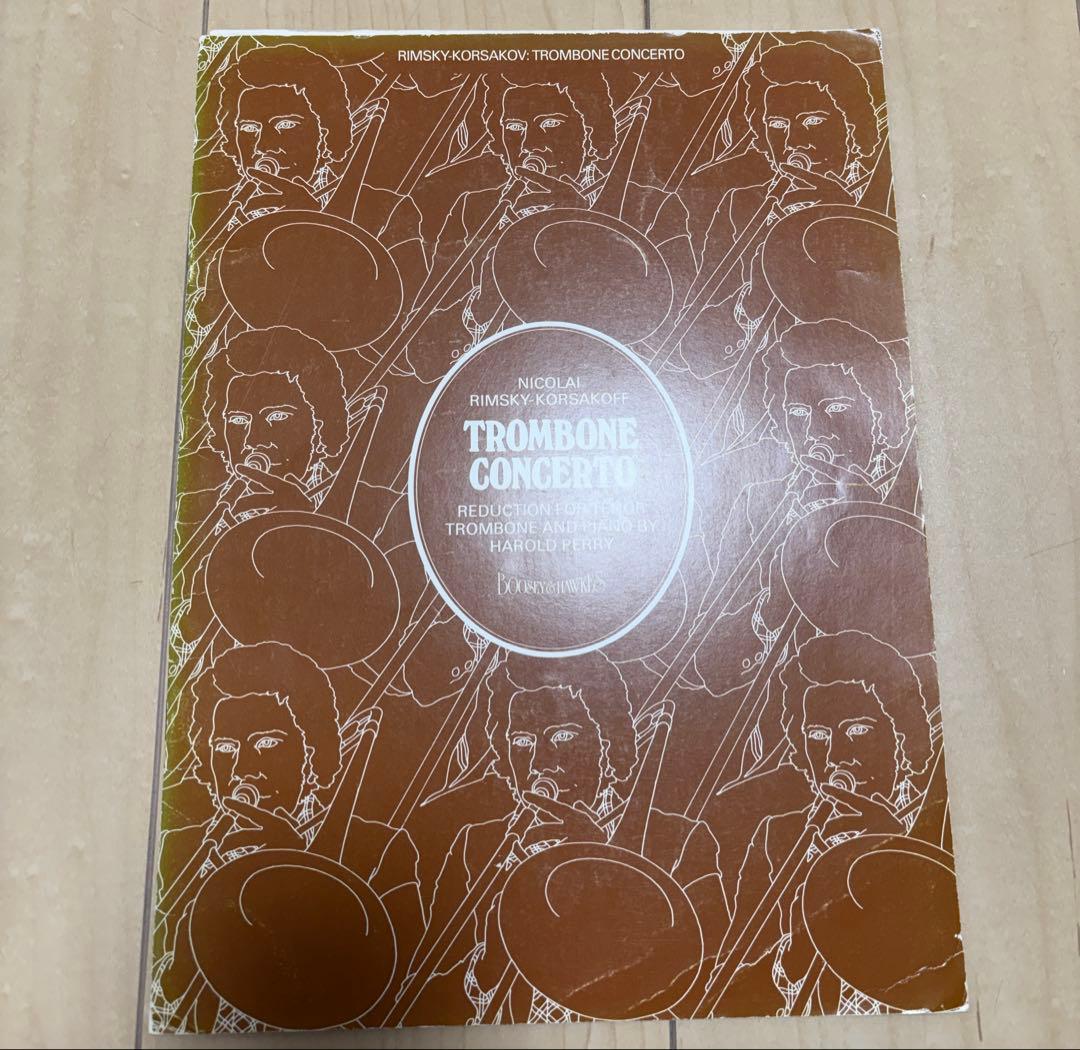 RIMSKY-KORSAKOV: TROMBONE CONCERTO
NICOLAI
RIMSKY-KORSAKOFF
TROMBONE
CONCERTO
REDUCTION FOR TENOR
TROMBONE AND PIANO BY
HAROLD PERRY
BOOSEY & HAWKES